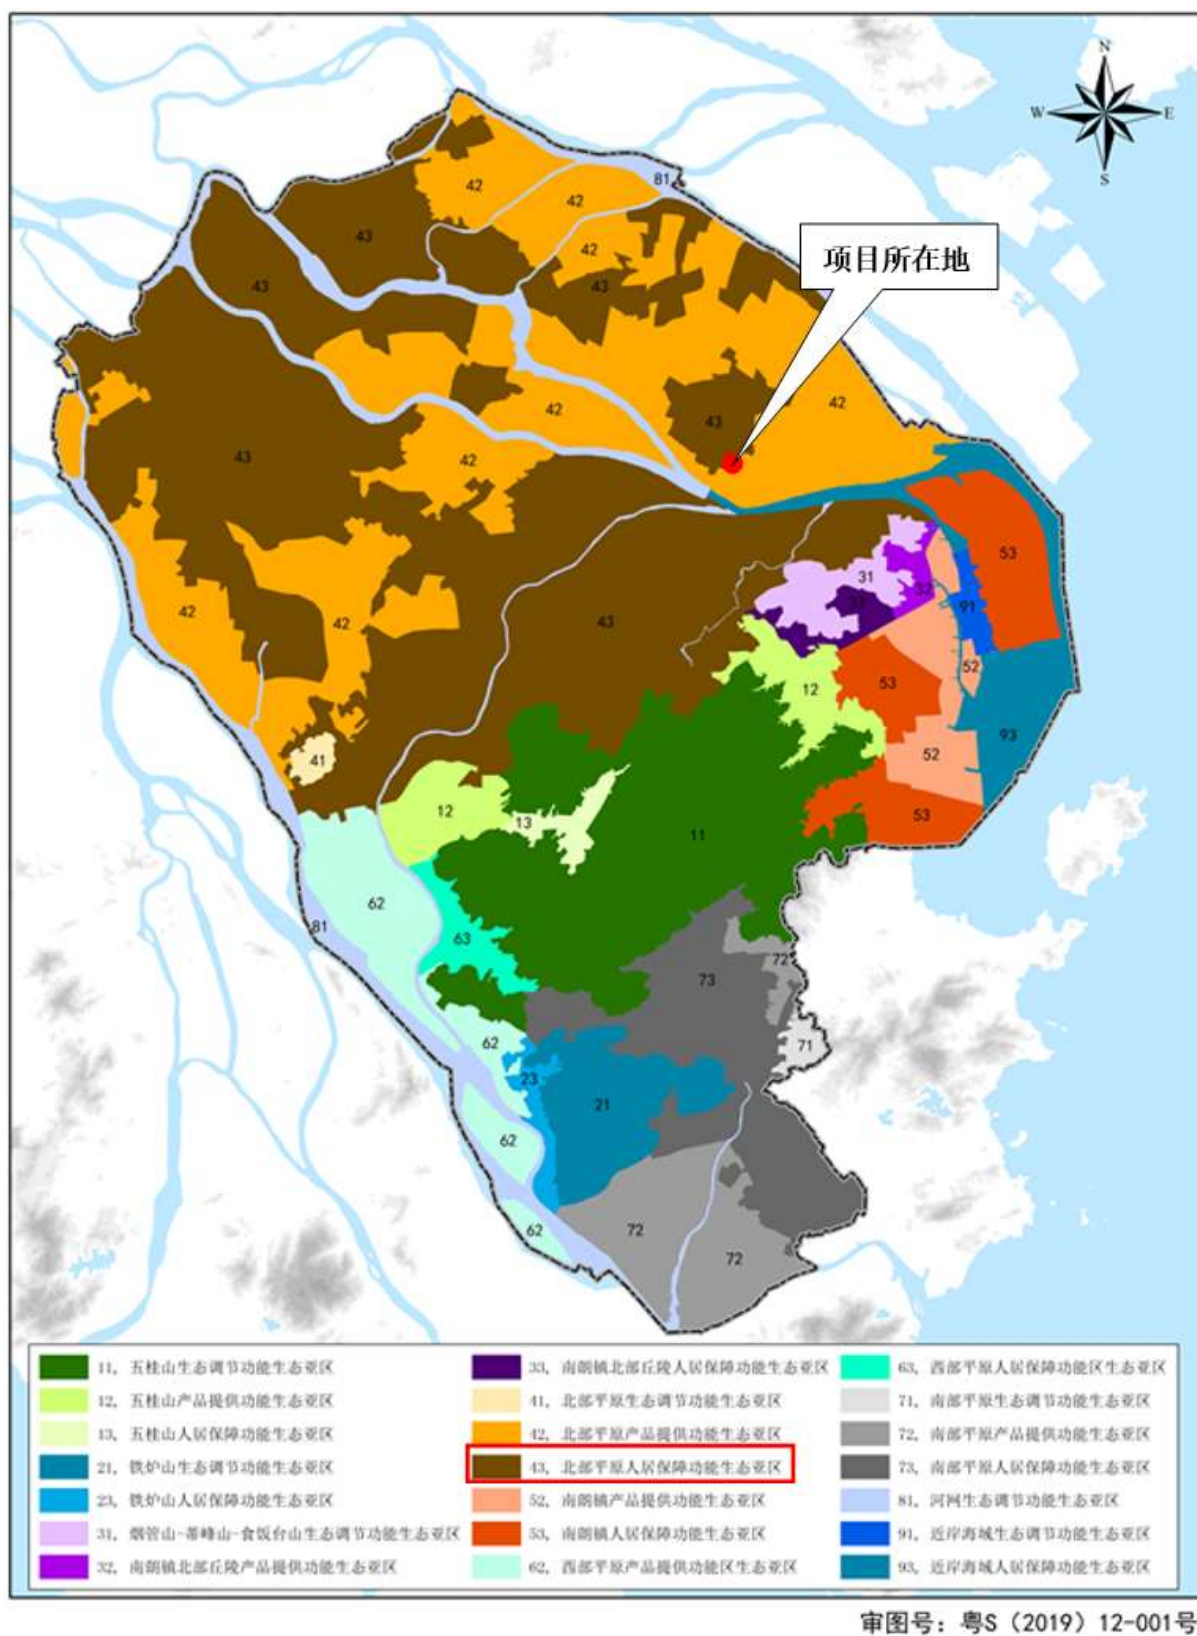 N
W
E
S
81
42
42
43
项目所在地
42
43
43
42
42
43
43
42
53
31
32
33
91
42
42
43
52
12
53
93
52
41
12
13
11
53
62
81
63
72
73
71
62
23
21
62
62
72
72
11, 五桂山生态调节功能生态亚区
12, 五桂山产品提供功能生态亚区
13, 五桂山人居保障功能生态亚区
21, 铁炉山生态调节功能生态亚区
23, 铁炉山人居保障功能生态亚区
31, 烟管山-蒂峰山-食饭台山生态调节功能生态亚区
32, 南朗镇北部丘陵产品提供功能生态亚区
33, 南朗镇北部丘陵人居保障功能生态亚区
41, 北部平原生态调节功能生态亚区
42, 北部平原产品提供功能生态亚区
43, 北部平原人居保障功能生态亚区
52, 南朗镇产品提供功能生态亚区
53, 南朗镇人居保障功能生态亚区
62, 西部平原产品提供功能区生态亚区
63, 西部平原人居保障功能区生态亚区
71, 南部平原生态调节功能生态亚区
72, 南部平原产品提供功能生态亚区
73, 南部平原人居保障功能生态亚区
81, 河网生态调节功能生态亚区
91, 近岸海域生态调节功能生态亚区
93, 近岸海域人居保障功能生态亚区
审图号：粤S（2019）12-001号